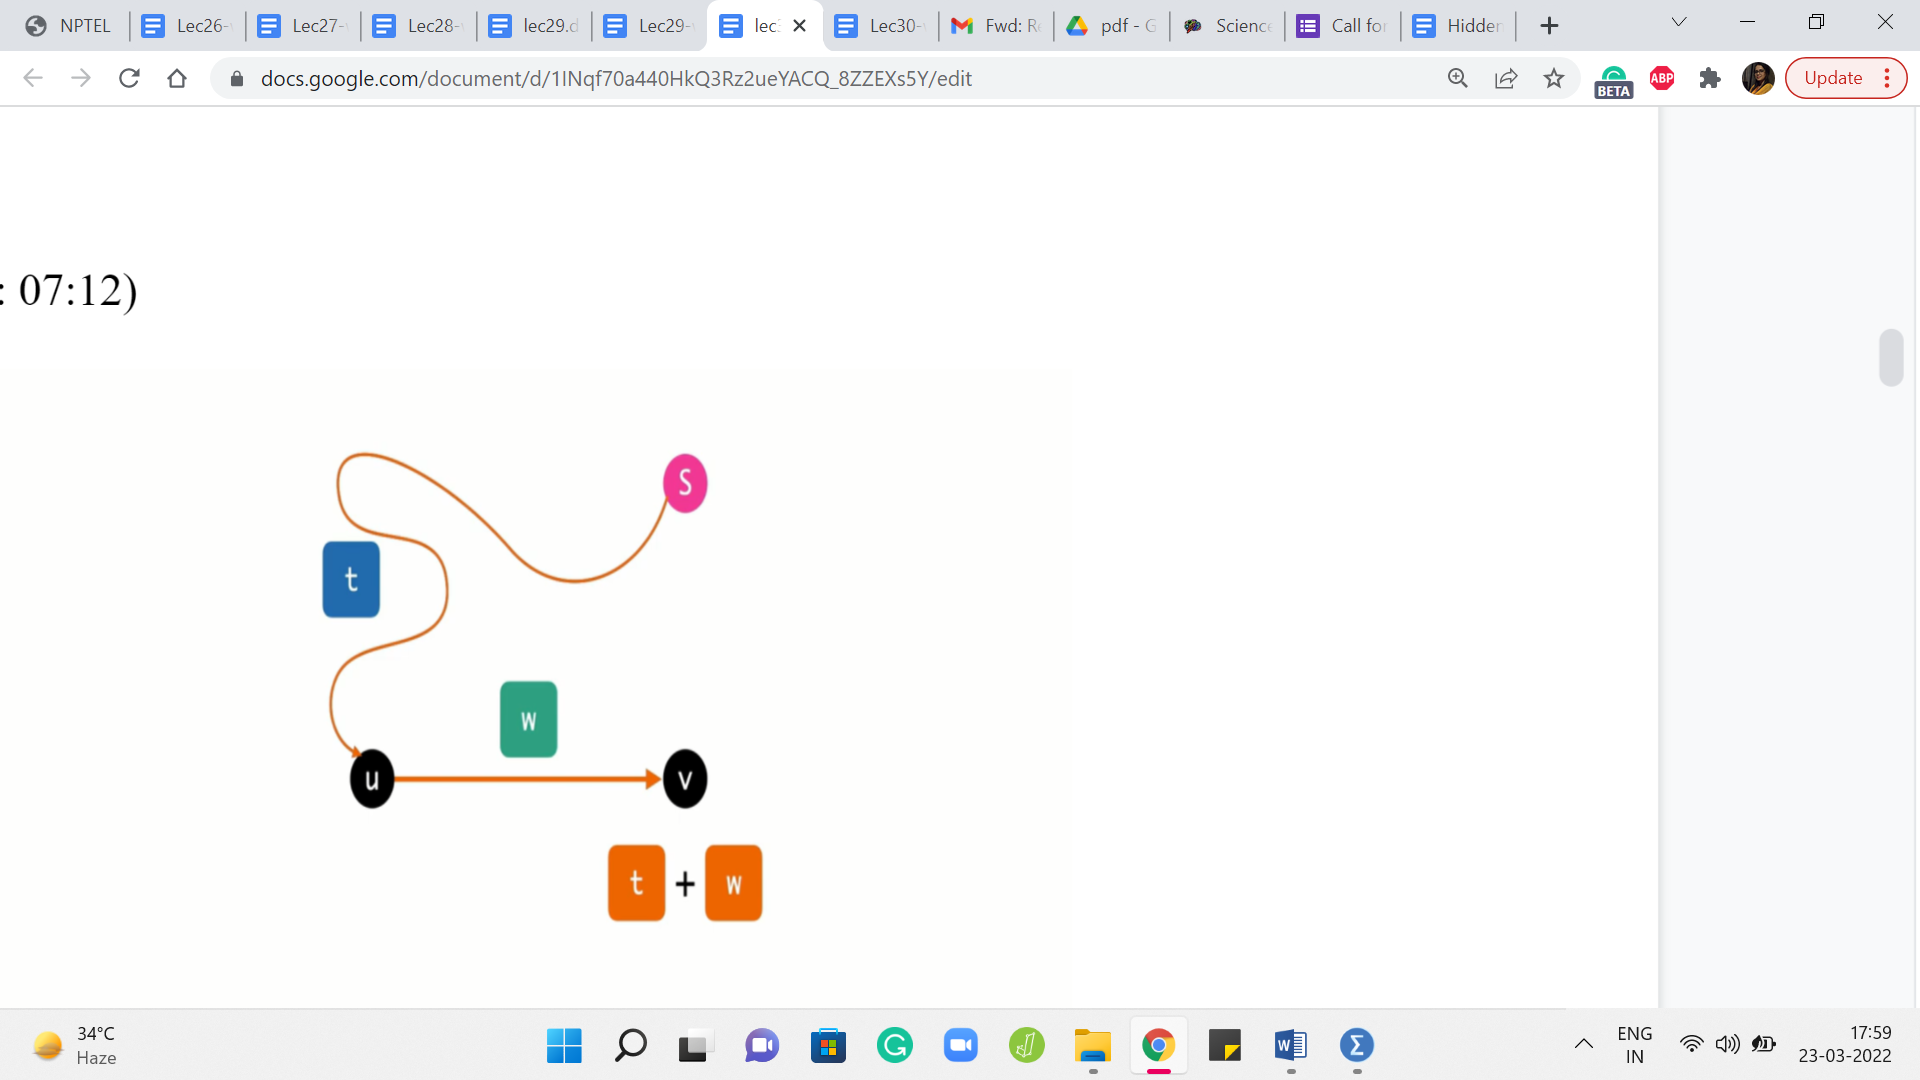 NPTEL Lec26- Lec27- Lec28- lec29.d Lec29- lec Lec30- Fwd: Re pdf - G Science Call for Hidden
docs.google.com/document/d/1INqf70a440HkQ3Rz2ueYACQ_8ZZEXs5Y/edit
BETA ABP Update
: 07:12)
S
t
w
u v
t + w
34°C
Haze
ENG
IN
17:59
23-03-2022